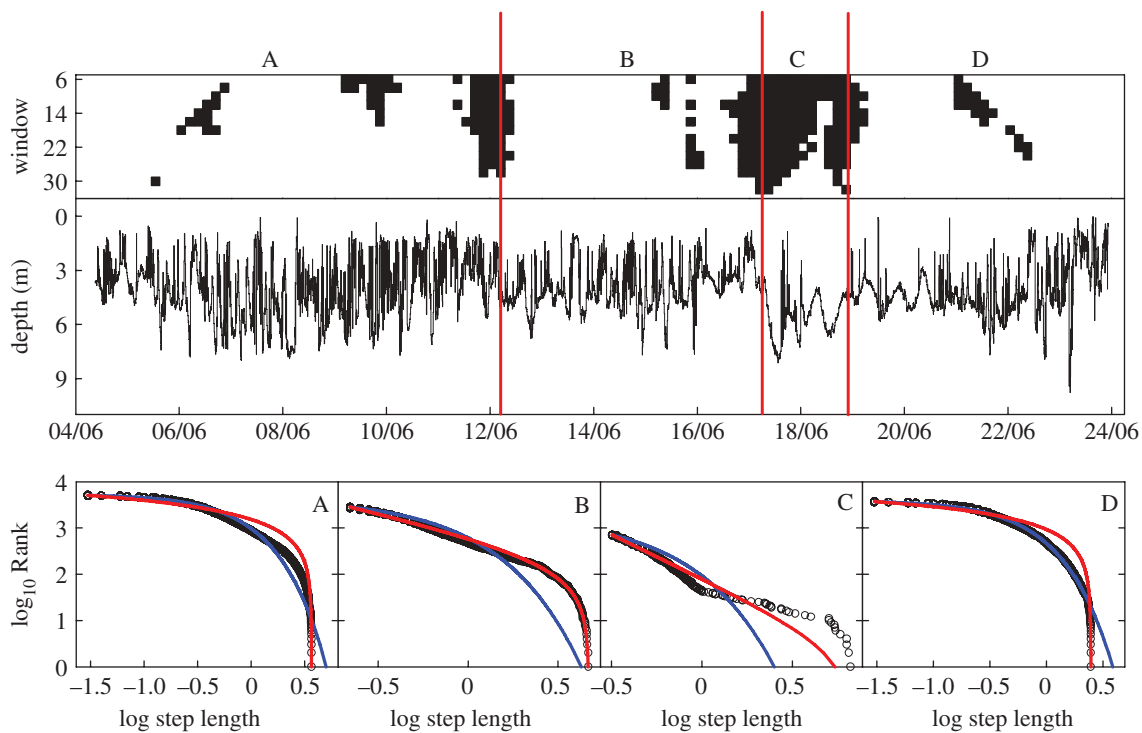 A B C D
window
6
14
22
30
depth (m)
0
3
6
9
04/06 06/06 08/06 10/06 12/06 14/06 16/06 18/06 20/06 22/06 24/06
log10 Rank
4
3
2
1
0
A B C D
−1.5 −1.0 −0.5 0 0.5 −0.5 0 0.5 −0.5 0 0.5 −1.5 −1.0 −0.5 0 0.5
log step length log step length log step length log step length